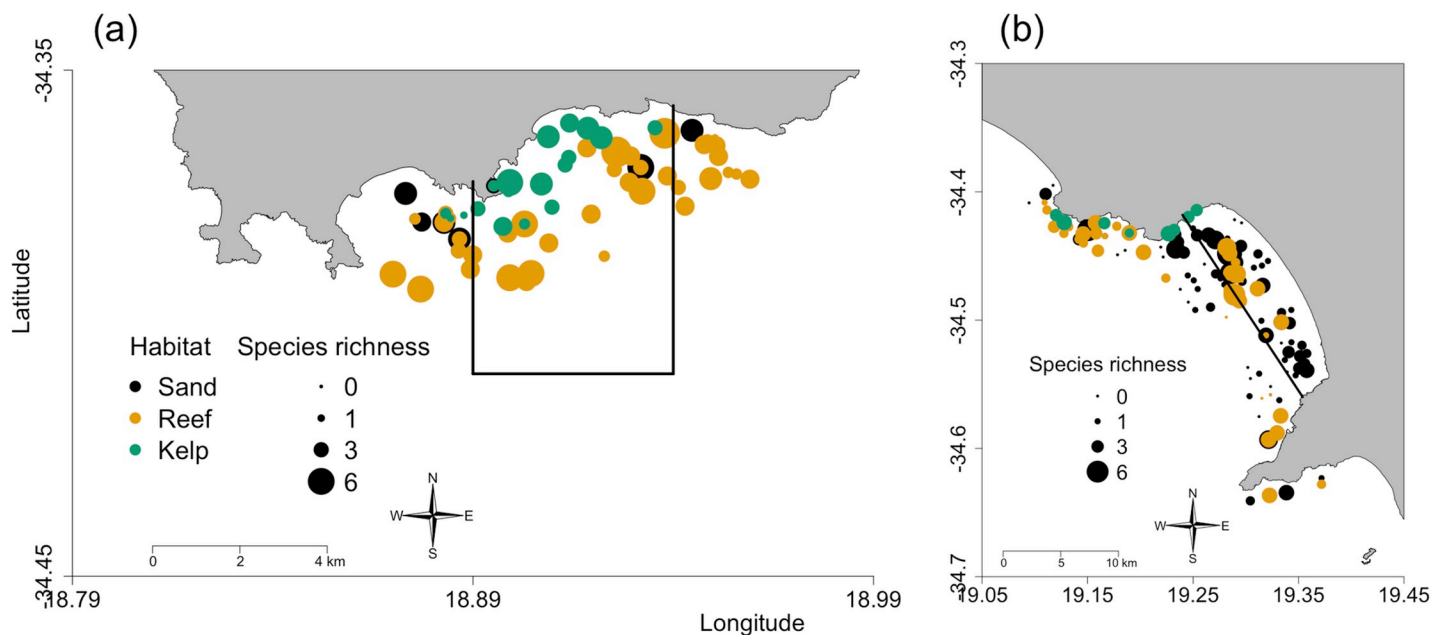 (a)
-34.35
-34.45
Latitude
18.79
18.89
18.99
Longitude
Habitat
Sand
Reef
Kelp
Species richness
0
1
3
6
N
W
E
S
0
2
4 km
(b)
-34.3
-34.4
-34.5
-34.6
-34.7
19.05
19.15
19.25
19.35
19.45
Species richness
0
1
3
6
N
W
E
S
0
5
10 km